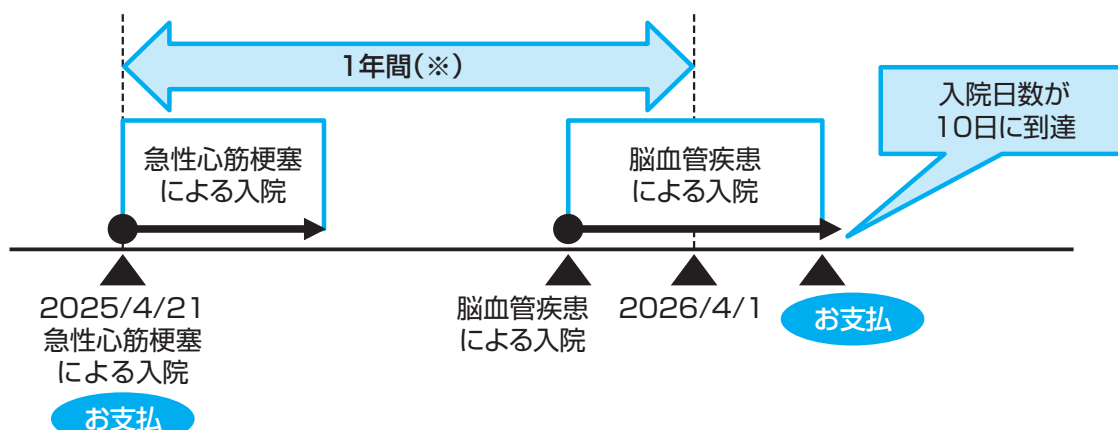 1年間(※)
入院日数が
10日に到達
急性心筋梗塞
による入院
脳血管疾患
による入院
2025/4/21
急性心筋梗塞
による入院
お支払
脳血管疾患
による入院
2026/4/1
お支払